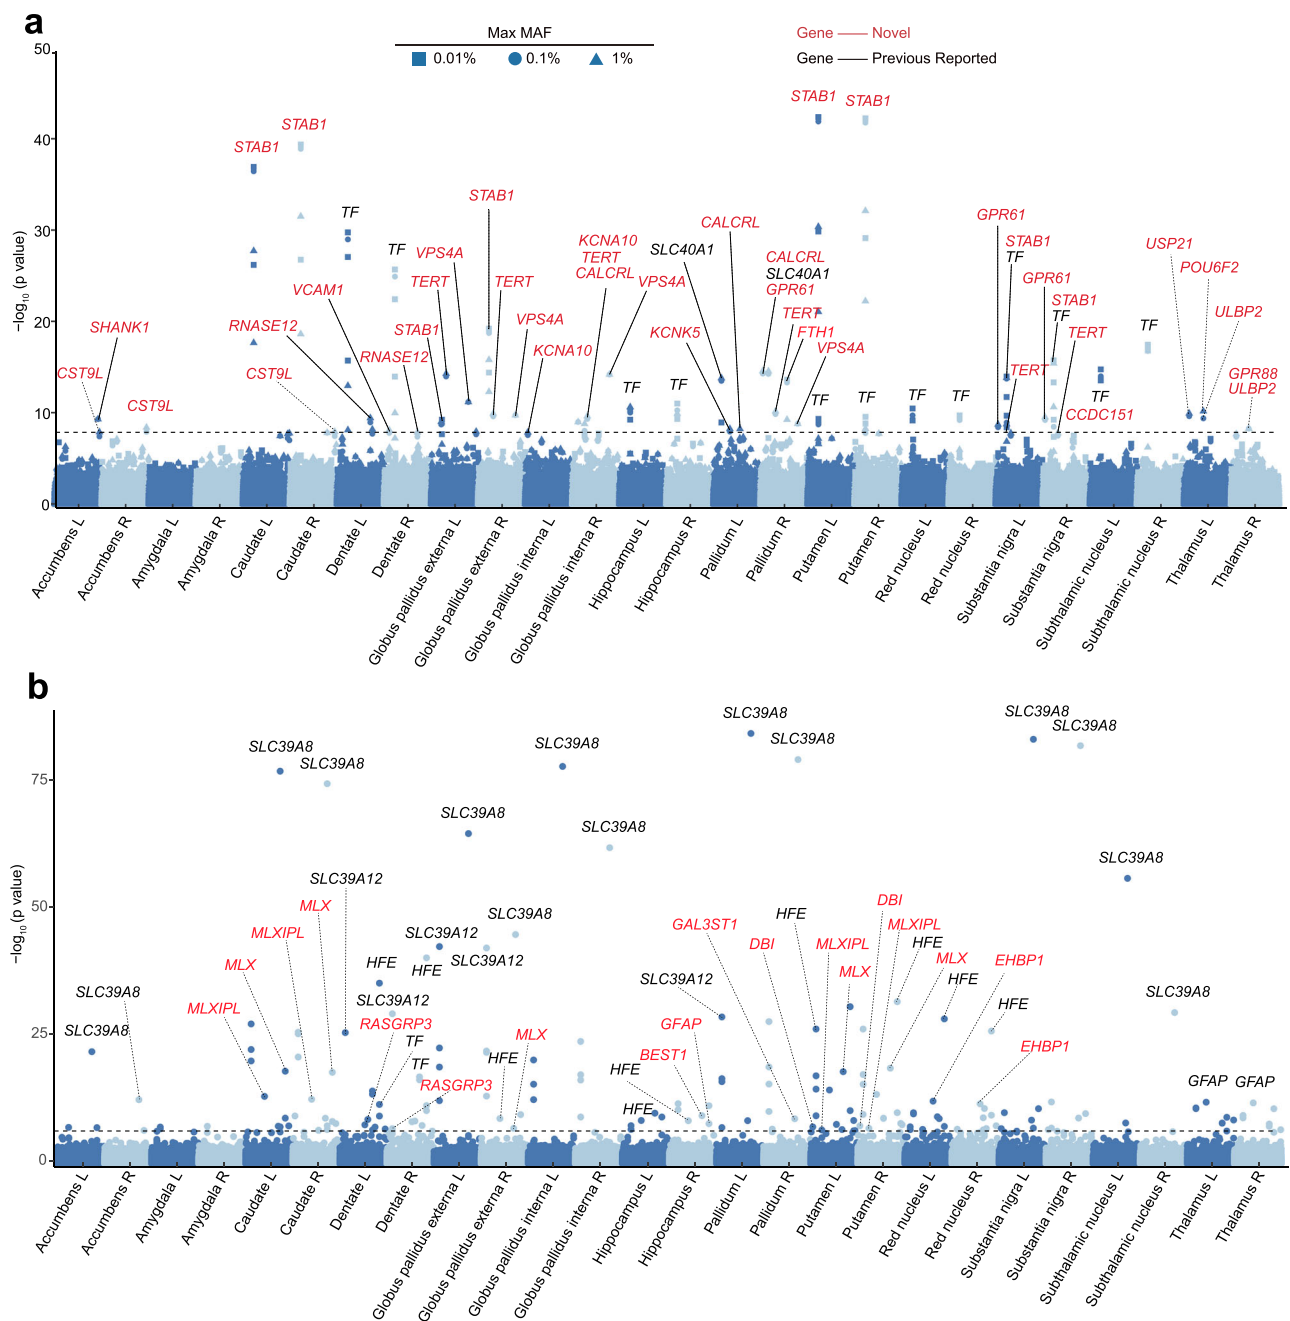 a
Max MAF
0.01% 0.1% 1%
Gene Novel
Gene Previous Reported
50
40
30
20
10
0
−log10 (p value)
STAB1
STAB1
STAB1
STAB1
TF
TF
STAB1
VPS4A
TERT
TERT
VCAM1
RNASE12
STAB1
RNASE12
SHANK1
CST9L
CST9L
CST9L
VPS4A
KCNA10
KCNA10
TERT
CALCRL
VPS4A
SLC40A1
CALCRL
KCNK5
CALCRL
SLC40A1
GPR61
TERT
FTH1
VPS4A
TF
TF
TF
TF
TF
TF
GPR61
STAB1
TF
GPR61
STAB1
TF
TERT
TERT
CCDC151
TF
TF
USP21
POU6F2
ULBP2
GPR88
ULBP2
Accumbens L
Accumbens R
Amygdala L
Amygdala R
Caudate L
Caudate R
Dentate L
Dentate R
Globus pallidus externa L
Globus pallidus externa R
Globus pallidus interna L
Globus pallidus interna R
Hippocampus L
Hippocampus R
Pallidum L
Pallidum R
Putamen L
Putamen R
Red nucleus L
Red nucleus R
Substantia nigra L
Substantia nigra R
Subthalamic nucleus L
Subthalamic nucleus R
Thalamus L
Thalamus R
b
75
50
25
0
−log10 (p value)
SLC39A8
SLC39A8
SLC39A8
SLC39A8
SLC39A8
SLC39A8
SLC39A8
SLC39A8
SLC39A8
SLC39A8
SLC39A8
SLC39A8
SLC39A12
MLX
MLXIPL
MLX
MLXIPL
SLC39A8
SLC39A8
SLC39A12
SLC39A12
HFE
HFE
SLC39A12
RASGRP3
TF
TF
RASGRP3
HFE
MLX
HFE
HFE
BEST1
GFAP
SLC39A12
GAL3ST1
DBI
HFE
MLXIPL
MLX
DBI
MLXIPL
HFE
MLX
HFE
EHBP1
HFE
EHBP1
SLC39A8
GFAP
GFAP
Accumbens L
Accumbens R
Amygdala L
Amygdala R
Caudate L
Caudate R
Dentate L
Dentate R
Globus pallidus externa L
Globus pallidus externa R
Globus pallidus interna L
Globus pallidus interna R
Hippocampus L
Hippocampus R
Pallidum L
Pallidum R
Putamen L
Putamen R
Red nucleus L
Red nucleus R
Substantia nigra L
Substantia nigra R
Subthalamic nucleus L
Subthalamic nucleus R
Thalamus L
Thalamus R